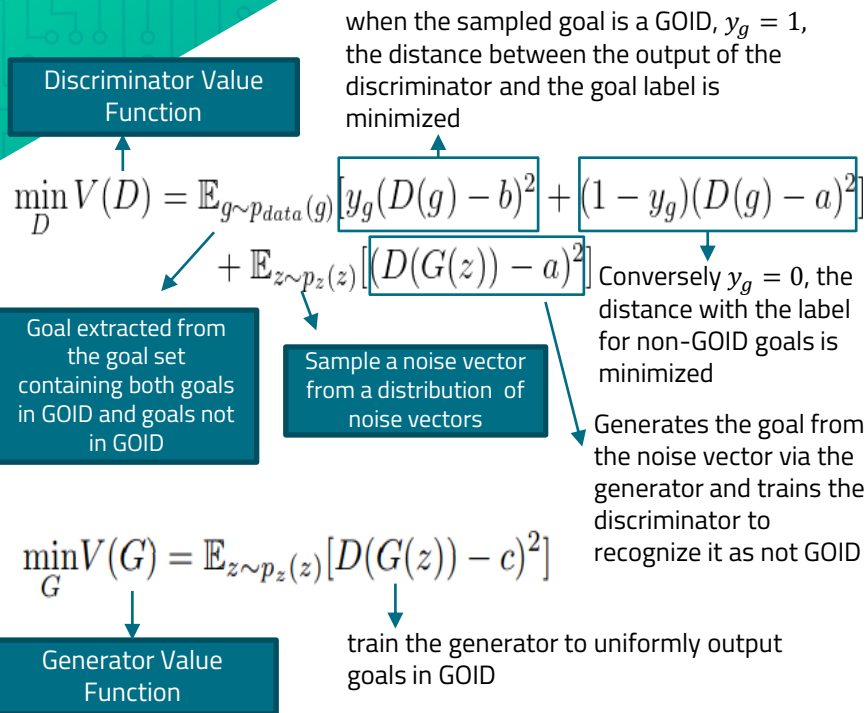 when the sampled goal is a GOID, y_g = 1,
the distance between the output of the
discriminator and the goal label is
minimized
Discriminator Value
Function
min_D V(D) = 𝔼_{g∼p_{data}(g)}[y_g(D(g) − b)^2 + (1 − y_g)(D(g) − a)^2]
+ 𝔼_{z∼p_z(z)}[(D(G(z)) − a)^2]
Conversely y_g = 0, the
distance with the label
for non-GOID goals is
minimized
Goal extracted from
the goal set
containing both goals
in GOID and goals not
in GOID
Sample a noise vector
from a distribution of
noise vectors
Generates the goal from
the noise vector via the
generator and trains the
discriminator to
recognize it as not GOID
min_G V(G) = 𝔼_{z∼p_z(z)}[D(G(z)) − c)^2]
train the generator to uniformly output
goals in GOID
Generator Value
Function